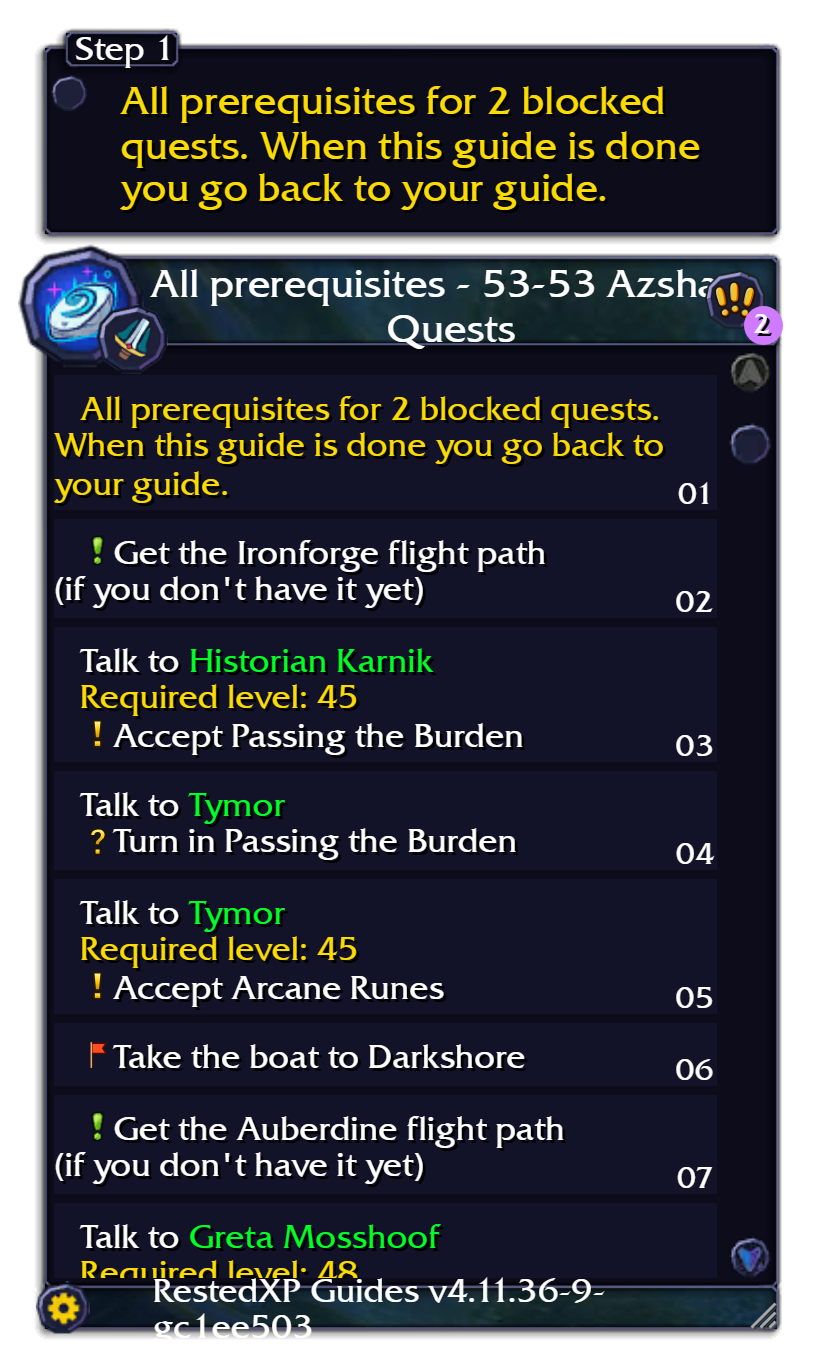 Step 1
All prerequisites for 2 blocked
quests. When this guide is done
you go back to your guide.
All prerequisites - 53-53 Azsha
Quests
2
All prerequisites for 2 blocked quests.
When this guide is done you go back to
your guide.
01
! Get the Ironforge flight path
(if you don't have it yet)
02
Talk to Historian Karnik
Required level: 45
! Accept Passing the Burden
03
Talk to Tymor
? Turn in Passing the Burden
04
Talk to Tymor
Required level: 45
! Accept Arcane Runes
05
Take the boat to Darkshore
06
! Get the Auberdine flight path
(if you don't have it yet)
07
Talk to Greta Mosshoof
Required level: 48
RestedXP Guides v4.11.36-9-
gc1ee503